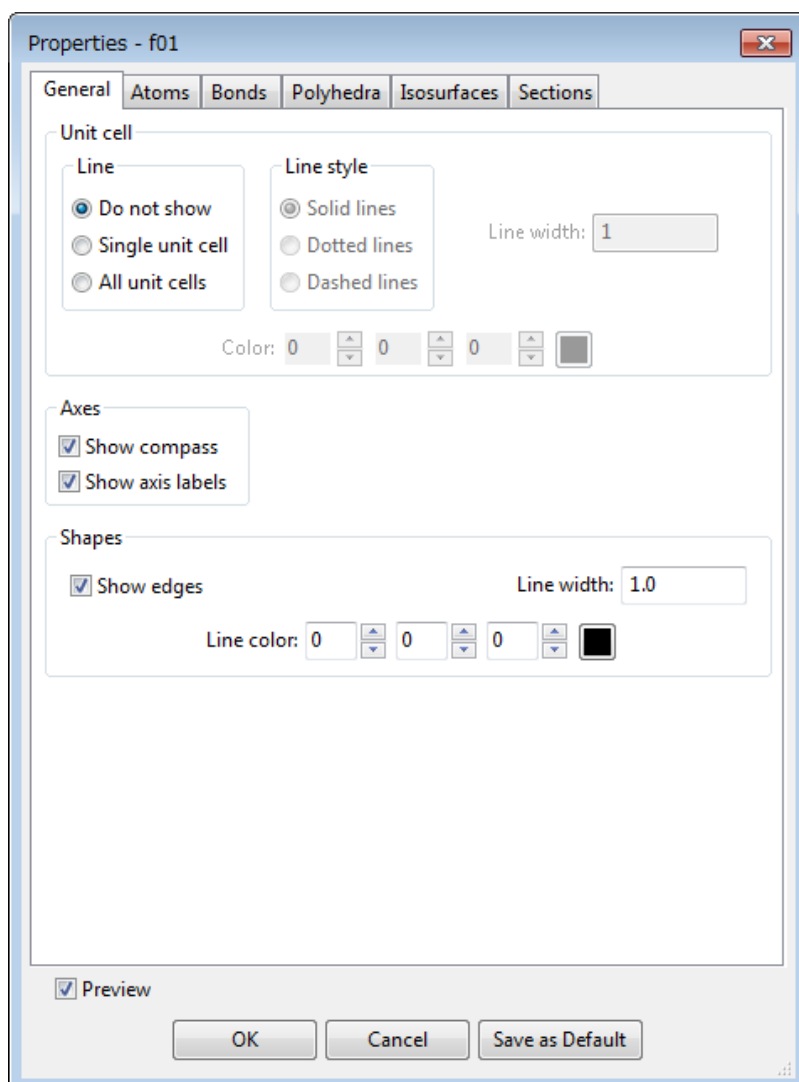 Properties - f01
General Atoms Bonds Polyhedra Isosurfaces Sections
Unit cell
Line
Do not show
Single unit cell
All unit cells
Line style
Solid lines
Dotted lines
Dashed lines
Line width: 1
Color: 0 0 0
Axes
Show compass
Show axis labels
Shapes
Show edges
Line width: 1.0
Line color: 0 0 0
Preview
OK Cancel Save as Default